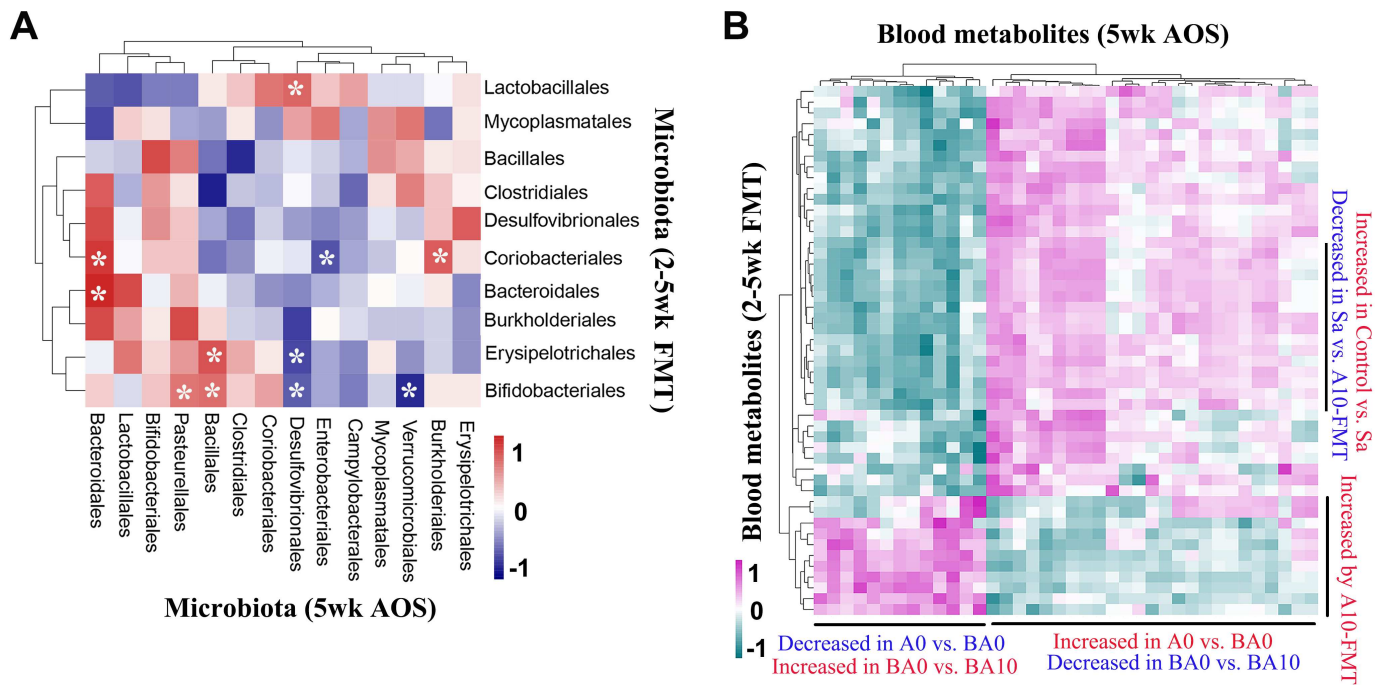 A
Lactobacillales
Mycoplasmatales
Bacillales
Clostridiales
Desulfovibrionales
Coriobacteriales
Bacteroidales
Burkholderiales
Erysipelotrichales
Bifidobacteriales
Microbiota (2-5wk FMT)
*
* * *
*
* *
* * * *
Bacteroidales
Lactobacillales
Bifidobacteriales
Pasteurellales
Bacillales
Clostridiales
Coriobacteriales
Desulfovibrionales
Enterobacteriales
Campylobacterales
Mycoplasmatales
Verrucomicrobiales
Burkholderiales
Erysipelotrichales
1
0
-1
Microbiota (5wk AOS)
B
Blood metabolites (5wk AOS)
Blood metabolites (2-5wk FMT)
Decreased in Sa vs. A10-FMT
Increased in Control vs. Sa
Increased by A10-FMT
1
0
-1
Decreased in A0 vs. BA0
Increased in BA0 vs. BA10
Increased in A0 vs. BA0
Decreased in BA0 vs. BA10